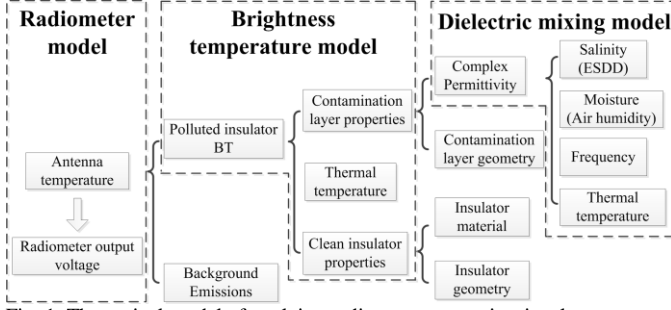 Radiometer
model
Brightness
temperature model
Dielectric mixing model
Antenna
temperature
Radiometer output
voltage
Polluted insulator
BT
Background
Emissions
Contamination
layer properties
Thermal
temperature
Clean insulator
properties
Complex
Permittivity
Contamination
layer geometry
Insulator
material
Insulator
geometry
Salinity
(ESDD)
Moisture
(Air humidity)
Frequency
Thermal
temperature